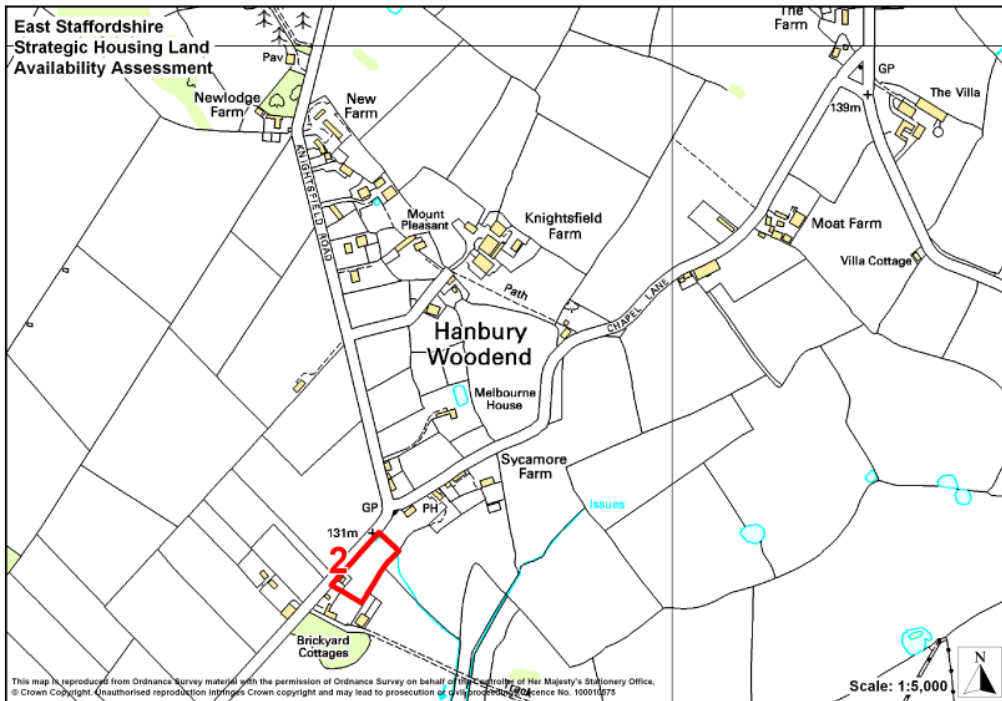 East Staffordshire
Strategic Housing Land
Availability Assessment
The
Farm
Pav
GP
Newlodge
Farm
New
Farm
The Villa
139m
KNIGHTSFIELD ROAD
Mount
Pleasant
Knightsfield
Farm
Moat Farm
Villa Cottage
Path
CHAPEL LANE
Hanbury
Woodend
Melbourne
House
Sycamore
Farm
GP
PH
Issues
131m
2
Brickyard
Cottages
Track
N
Scale: 1:5,000
This map is reproduced from Ordnance Survey material with the permission of Ordnance Survey on behalf of the Controller of Her Majesty's Stationery Office,
© Crown Copyright. Unauthorised reproduction infringes Crown copyright and may lead to prosecution or civil proceedings. Licence No. 100010575